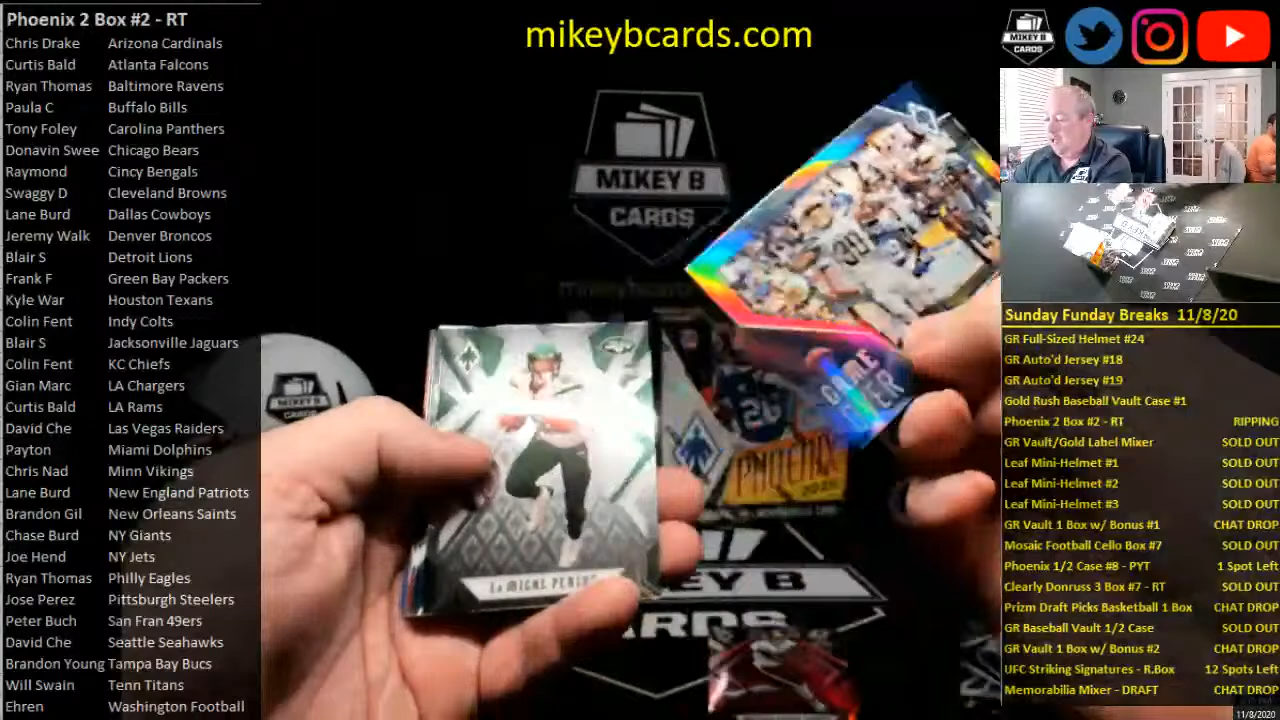 Phoenix 2 Box #2 - RT
Chris Drake Arizona Cardinals
Curtis Bald Atlanta Falcons
Ryan Thomas Baltimore Ravens
Paula C Buffalo Bills
Tony Foley Carolina Panthers
Donavin Swee Chicago Bears
Raymond Cincy Bengals
Swaggy D Cleveland Browns
Lane Burd Dallas Cowboys
Jeremy Walk Denver Broncos
Blair S Detroit Lions
Frank F Green Bay Packers
Kyle War Houston Texans
Colin Fent Indy Colts
Blair S Jacksonville Jaguars
Colin Fent KC Chiefs
Gian Marc LA Chargers
Curtis Bald LA Rams
David Che Las Vegas Raiders
Payton Miami Dolphins
Chris Nad Minn Vikings
Lane Burd New England Patriots
Brandon Gil New Orleans Saints
Chase Burd NY Giants
Joe Hend NY Jets
Ryan Thomas Philly Eagles
Jose Perez Pittsburgh Steelers
Peter Buch San Fran 49ers
David Che Seattle Seahawks
Brandon Young Tampa Bay Bucs
Will Swain Tenn Titans
Ehren Washington Football
mikeybcards.com
MIKEY B
CARDS
GAME
PHOENIX
26
30
MIKEY B
CARDS
Sunday Funday Breaks 11/8/20
GR Full-Sized Helmet #24
GR Auto'd Jersey #18
GR Auto'd Jersey #19
Gold Rush Baseball Vault Case #1
Phoenix 2 Box #2 - RT RIPPING
GR Vault/Gold Label Mixer SOLD OUT
Leaf Mini-Helmet #1 SOLD OUT
Leaf Mini-Helmet #2 SOLD OUT
Leaf Mini-Helmet #3 SOLD OUT
GR Vault 1 Box w/ Bonus #1 CHAT DROP
Mosaic Football Cello Box #7 SOLD OUT
Phoenix 1/2 Case #8 - PYT 1 Spot Left
Clearly Donruss 3 Box #7 - RT SOLD OUT
Prizm Draft Picks Basketball 1 Box CHAT DROP
GR Baseball Vault 1/2 Case SOLD OUT
GR Vault 1 Box w/ Bonus #2 CHAT DROP
UFC Striking Signatures - R.Box 12 Spots Left
Memorabilia Mixer - DRAFT CHAT DROP
11/8/2020